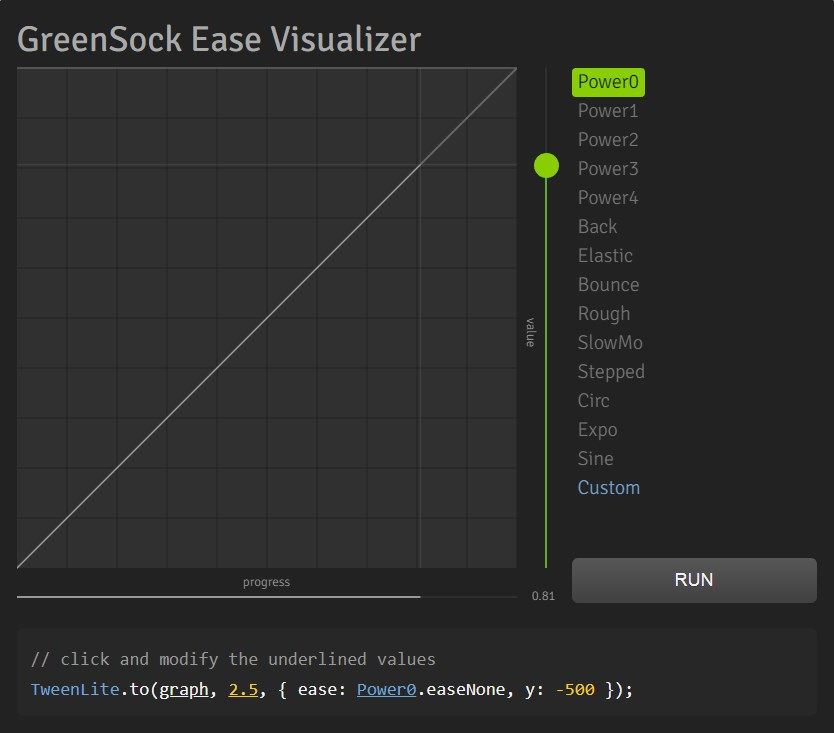 GreenSock Ease Visualizer
Power0
Power1
Power2
Power3
Power4
Back
Elastic
Bounce
Rough
SlowMo
Stepped
Circ
Expo
Sine
Custom
value
progress
0.81
RUN
// click and modify the underlined values
TweenLite.to(graph, 2.5, { ease: Power0.easeNone, y: -500 });